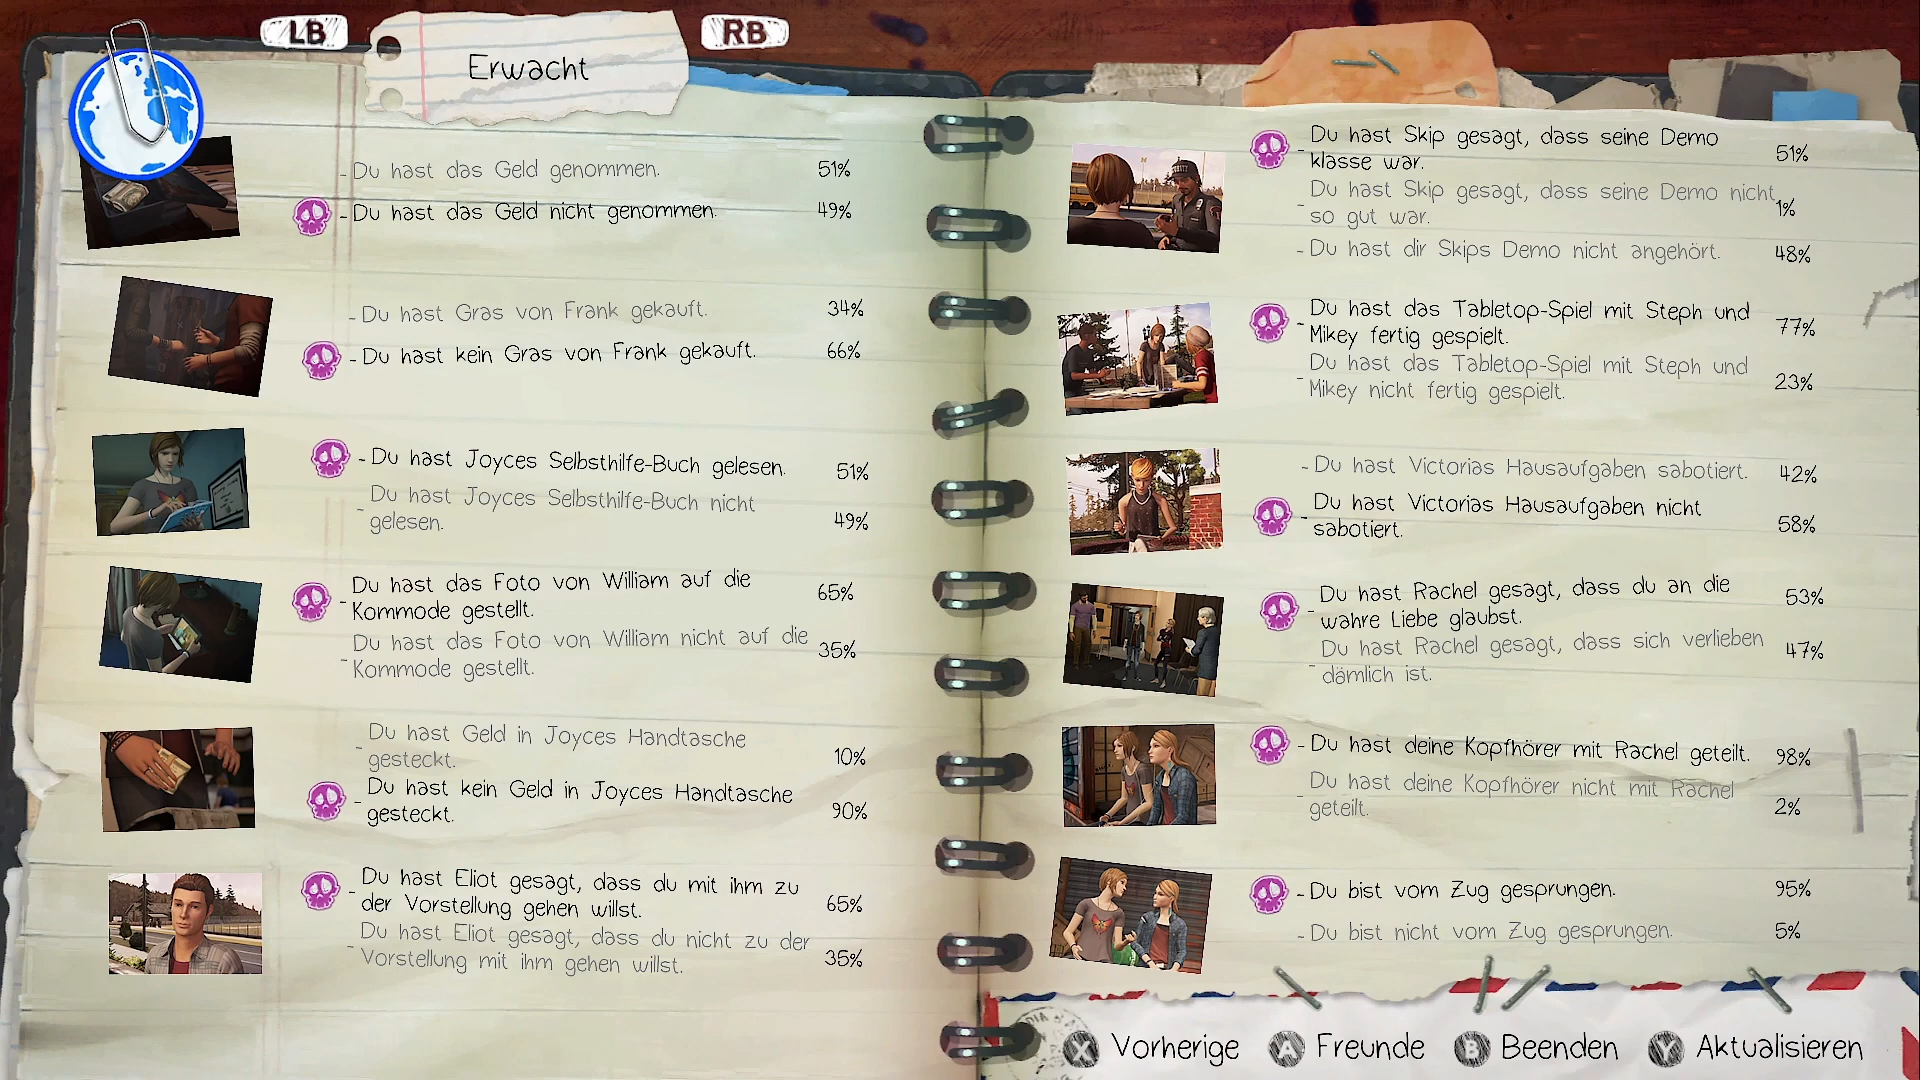 LB
Erwacht
RB
- Du hast das Geld genommen. 51%
- Du hast das Geld nicht genommen. 49%
- Du hast Gras von Frank gekauft. 34%
- Du hast kein Gras von Frank gekauft. 66%
- Du hast Joyces Selbsthilfe-Buch gelesen. 51%
- Du hast Joyces Selbsthilfe-Buch nicht
gelesen. 49%
- Du hast das Foto von William auf die
Kommode gestellt. 65%
- Du hast das Foto von William nicht auf die
Kommode gestellt. 35%
- Du hast Geld in Joyces Handtasche
gesteckt. 10%
- Du hast kein Geld in Joyces Handtasche
gesteckt. 90%
- Du hast Eliot gesagt, dass du mit ihm zu
der Vorstellung gehen willst. 65%
- Du hast Eliot gesagt, dass du nicht zu der
Vorstellung mit ihm gehen willst. 35%
- Du hast Skip gesagt, dass seine Demo
klasse war. 51%
- Du hast Skip gesagt, dass seine Demo nicht
so gut war. 1%
- Du hast dir Skips Demo nicht angehört. 48%
- Du hast das Tabletop-Spiel mit Steph und
Mikey fertig gespielt. 77%
- Du hast das Tabletop-Spiel mit Steph und
Mikey nicht fertig gespielt. 23%
- Du hast Victorias Hausaufgaben sabotiert. 42%
- Du hast Victorias Hausaufgaben nicht
sabotiert. 58%
- Du hast Rachel gesagt, dass du an die
wahre Liebe glaubst. 53%
- Du hast Rachel gesagt, dass sich verlieben
dämlich ist. 47%
- Du hast deine Kopfhörer mit Rachel geteilt. 98%
- Du hast deine Kopfhörer nicht mit Rachel
geteilt. 2%
- Du bist vom Zug gesprungen. 95%
- Du bist nicht vom Zug gesprungen. 5%
X Vorherige A Freunde B Beenden Y Aktualisieren